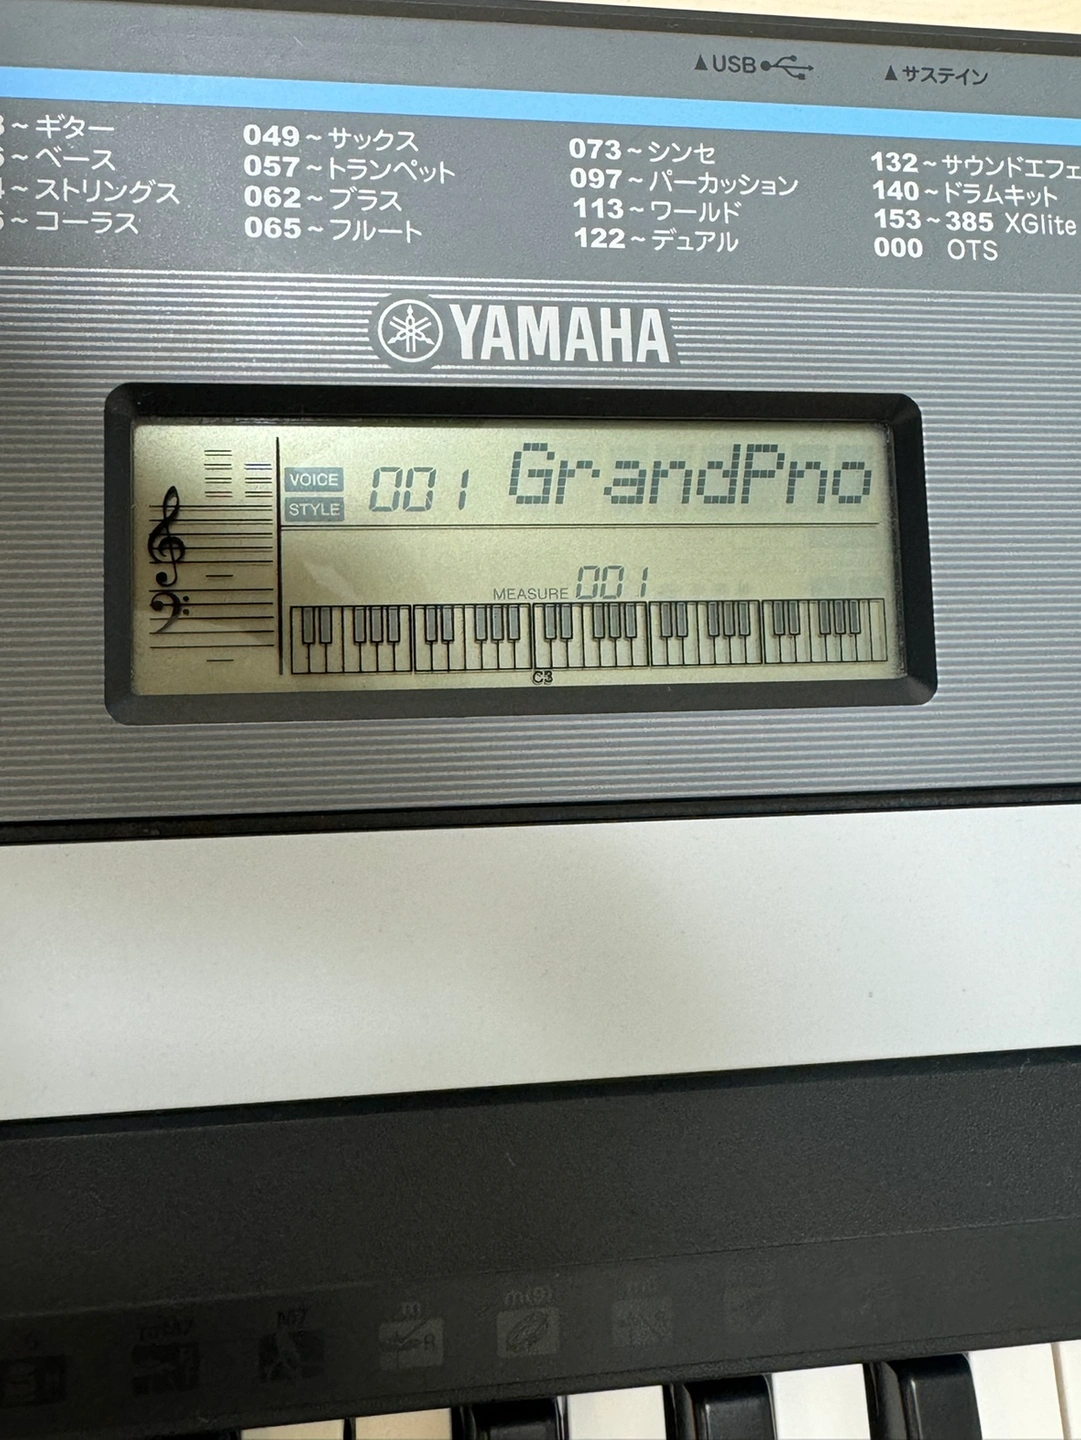 ▲USB
▲サステイン
~ギター
~ベース
~ストリングス
~コーラス
049~サックス
057~トランペット
062~ブラス
065~フルート
073~シンセ
097~パーカッション
113~ワールド
122~デュアル
132~サウンドエフェ
140~ドラムキット
153~385 XGlite
000 OTS
YAMAHA
VOICE
STYLE
001 GrandPno
MEASURE 001
C3
M7
m
R
m(9)